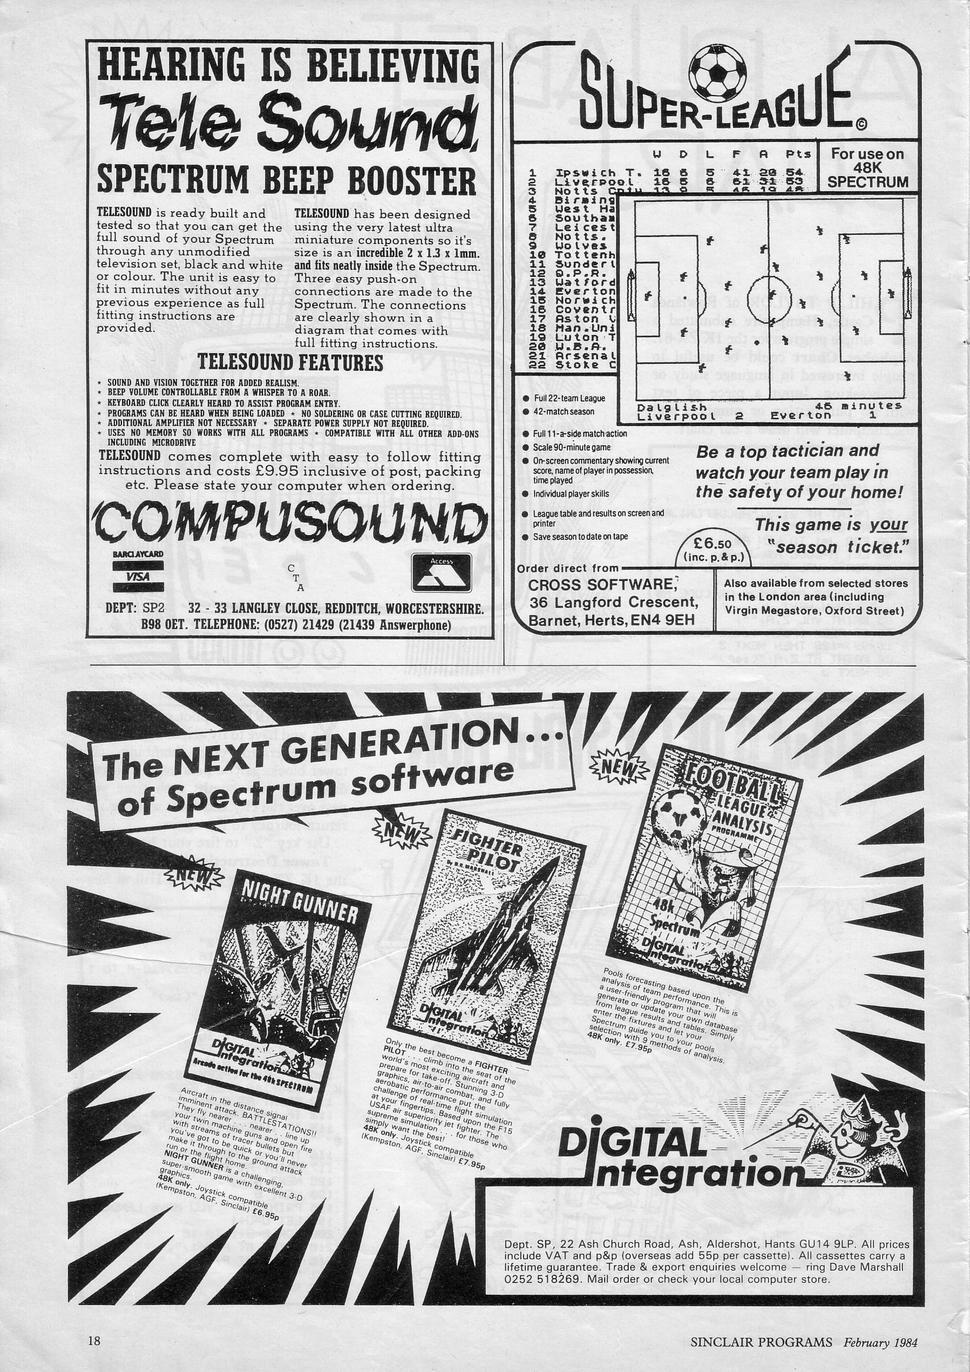 HEARING IS BELIEVING
Tele Sound
SPECTRUM BEEP BOOSTER
TELESOUND is ready built and
tested so that you can get the
full sound of your Spectrum
through any unmodified
television set, black and white
or colour. The unit is easy to
fit in minutes without any
previous experience as full
fitting instructions are
provided.
TELESOUND has been designed
using the very latest ultra
miniature components so it's
size is an incredible 2 x 1.3 x 1mm.
and fits neatly inside the Spectrum.
Three easy push-on
connections are made to the
Spectrum. The connections
are clearly shown in a
diagram that comes with
full fitting instructions.
TELESOUND FEATURES
* SOUND AND VISION TOGETHER FOR ADDED REALISM.
* BEEP VOLUME CONTROLLABLE FROM A WHISPER TO A ROAR.
* KEYBOARD CLICK CLEARLY HEARD TO ASSIST PROGRAM ENTRY.
* PROGRAMS CAN BE HEARD WHEN BEING LOADED * NO SOLDERING OR CASE CUTTING REQUIRED.
* ADDITIONAL AMPLIFIER NOT NECESSARY * SEPARATE POWER SUPPLY NOT REQUIRED.
* USES NO MEMORY SO WORKS WITH ALL PROGRAMS * COMPATIBLE WITH ALL OTHER ADD-ONS
INCLUDING MICRODRIVE
TELESOUND comes complete with easy to follow fitting
instructions and costs £9.95 inclusive of post, packing
etc. Please state your computer when ordering.
COMPUSOUND
BARCLAYCARD
VISA
C
T
A
Access
DEPT: SP2 32 - 33 LANGLEY CLOSE, REDDITCH, WORCESTERSHIRE.
B98 0ET. TELEPHONE: (0527) 21429 (21439 Answerphone)
SUPER-LEAGUE ©
W D L F A Pts
For use on
48K
SPECTRUM
1 Ipswich T. 16 6 5 41 20 54
2 Liverpool 16 5 6 61 31 53
3 Notts
4 Birming
5 West Ha
6 Southam
7 Leicest
8 Notts.
9 Wolves
10 Tottenh
11 Sunderl
12 Q.P.R.
13 Watford
14 Everton
15 Norwich
16 Coventr
17 Aston V
18 Man.Uni
19 Luton T
20 W.B.A.
21 Arsenal
22 Stoke C
Dalglish 46 minutes
Liverpool 2 Everton 1
● Full 22-team League
● 42-match season
● Full 11-a-side match action
● Scale 90-minute game
● On-screen commentary showing current
score, name of player in possession,
time played
● Individual player skills
● League table and results on screen and
printer
● Save season to date on tape
Be a top tactician and
watch your team play in
the safety of your home!
This game is your
"season ticket."
£6.50
(inc. p.&p.)
Order direct from
CROSS SOFTWARE,
36 Langford Crescent,
Barnet, Herts, EN4 9EH
Also available from selected stores
in the London area (including
Virgin Megastore, Oxford Street)
The NEXT GENERATION...
of Spectrum software
NEW
NIGHT GUNNER
DiGITAL
Integration
Arcade action for the 48k SPECTRUM
Aircraft in the distance signal
imminent attack. BATTLESTATIONS!!
They fly nearer . . . nearer . . . line up
your twin machine guns and open fire
with streams of tracer bullets but
you've got to be quick or you'll never
make it through to the ground attack
run or the flight home.
NIGHT GUNNER is a challenging,
super-smooth game with excellent 3-D
graphics.
48K only. Joystick compatible
(Kempston, AGF, Sinclair) £6.95p
NEW
FIGHTER
PILOT
by D.K. MARSHALL
DiGITAL
Integration
Only the best become a FIGHTER
PILOT . . . climb into the seat of the
world's most exciting aircraft and
prepare for take-off. Stunning 3-D
graphics, air-to-air combat, and fully
aerobatic performance put the
challenge of real-time flight simulation
at your fingertips. Based upon the F15
USAF air superiority jet fighter. The
supreme simulation . . . for those who
simply want the best!
48K only. Joystick compatible
(Kempston, AGF, Sinclair) £7.95p
NEW
FOOTBALL
LEAGUE
ANALYSIS
PROGRAMME
48k
Spectrum
DiGITAL
Integration
Pools forecasting based upon the
analysis of team performance. This is
a user-friendly program that will
generate or update your own database
from league results and tables. Simply
enter the fixtures and let your
Spectrum guide you to your pools
selection with 9 methods of analysis.
48K only. £7.95p
DiGITAL
Integration
Dept. SP, 22 Ash Church Road, Ash, Aldershot, Hants GU14 9LP. All prices
include VAT and p&p (overseas add 55p per cassette). All cassettes carry a
lifetime guarantee. Trade & export enquiries welcome — ring Dave Marshall
0252 518269. Mail order or check your local computer store.
18
SINCLAIR PROGRAMS February 1984